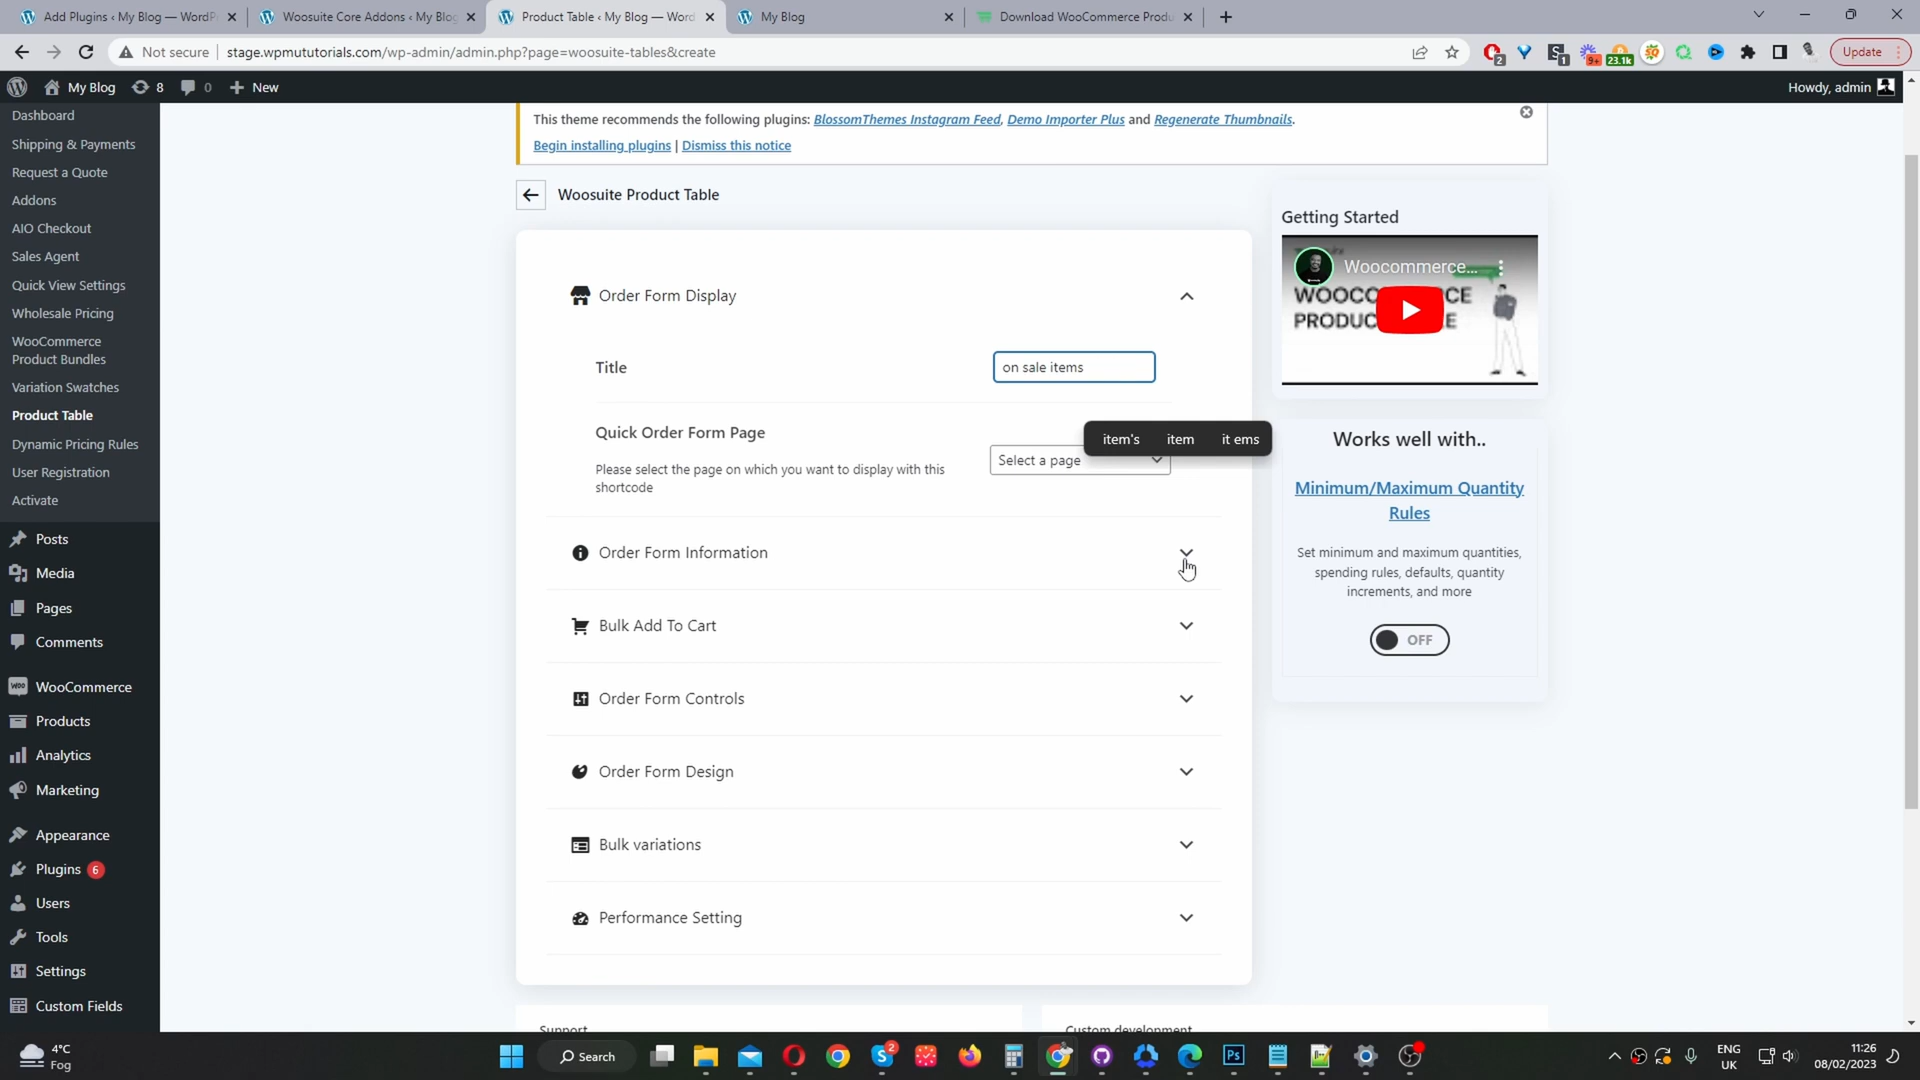 Add Plugins ‹ My Blog — WordP
Woosuite Core Addons ‹ My Blog
Product Table ‹ My Blog — Word
My Blog
Download WooCommerce Produ
Not secure
stage.wpmututorials.com/wp-admin/admin.php?page=woosuite-tables&create
2
1
9+
23.1k
Update
My Blog
8
0
New
Howdy, admin
Dashboard
Shipping & Payments
Request a Quote
Addons
AIO Checkout
Sales Agent
Quick View Settings
Wholesale Pricing
WooCommerce
Product Bundles
Variation Swatches
Product Table
Dynamic Pricing Rules
User Registration
Activate
Posts
Media
Pages
Comments
WooCommerce
Products
Analytics
Marketing
Appearance
Plugins 6
Users
Tools
Settings
Custom Fields
This theme recommends the following plugins: BlossomThemes Instagram Feed, Demo Importer Plus and Regenerate Thumbnails.
Begin installing plugins | Dismiss this notice
Woosuite Product Table
Order Form Display
Title
on sale items
item's item it ems
Quick Order Form Page
Please select the page on which you want to display with this
shortcode
Select a page
Order Form Information
Bulk Add To Cart
Order Form Controls
Order Form Design
Bulk variations
Performance Setting
Getting Started
Woocommerce...
Works well with..
Minimum/Maximum Quantity
Rules
Set minimum and maximum quantities,
spending rules, defaults, quantity
increments, and more
OFF
Support
Custom development
4°C
Fog
Search
2
Ps
ENG
UK
11:26
08/02/2023